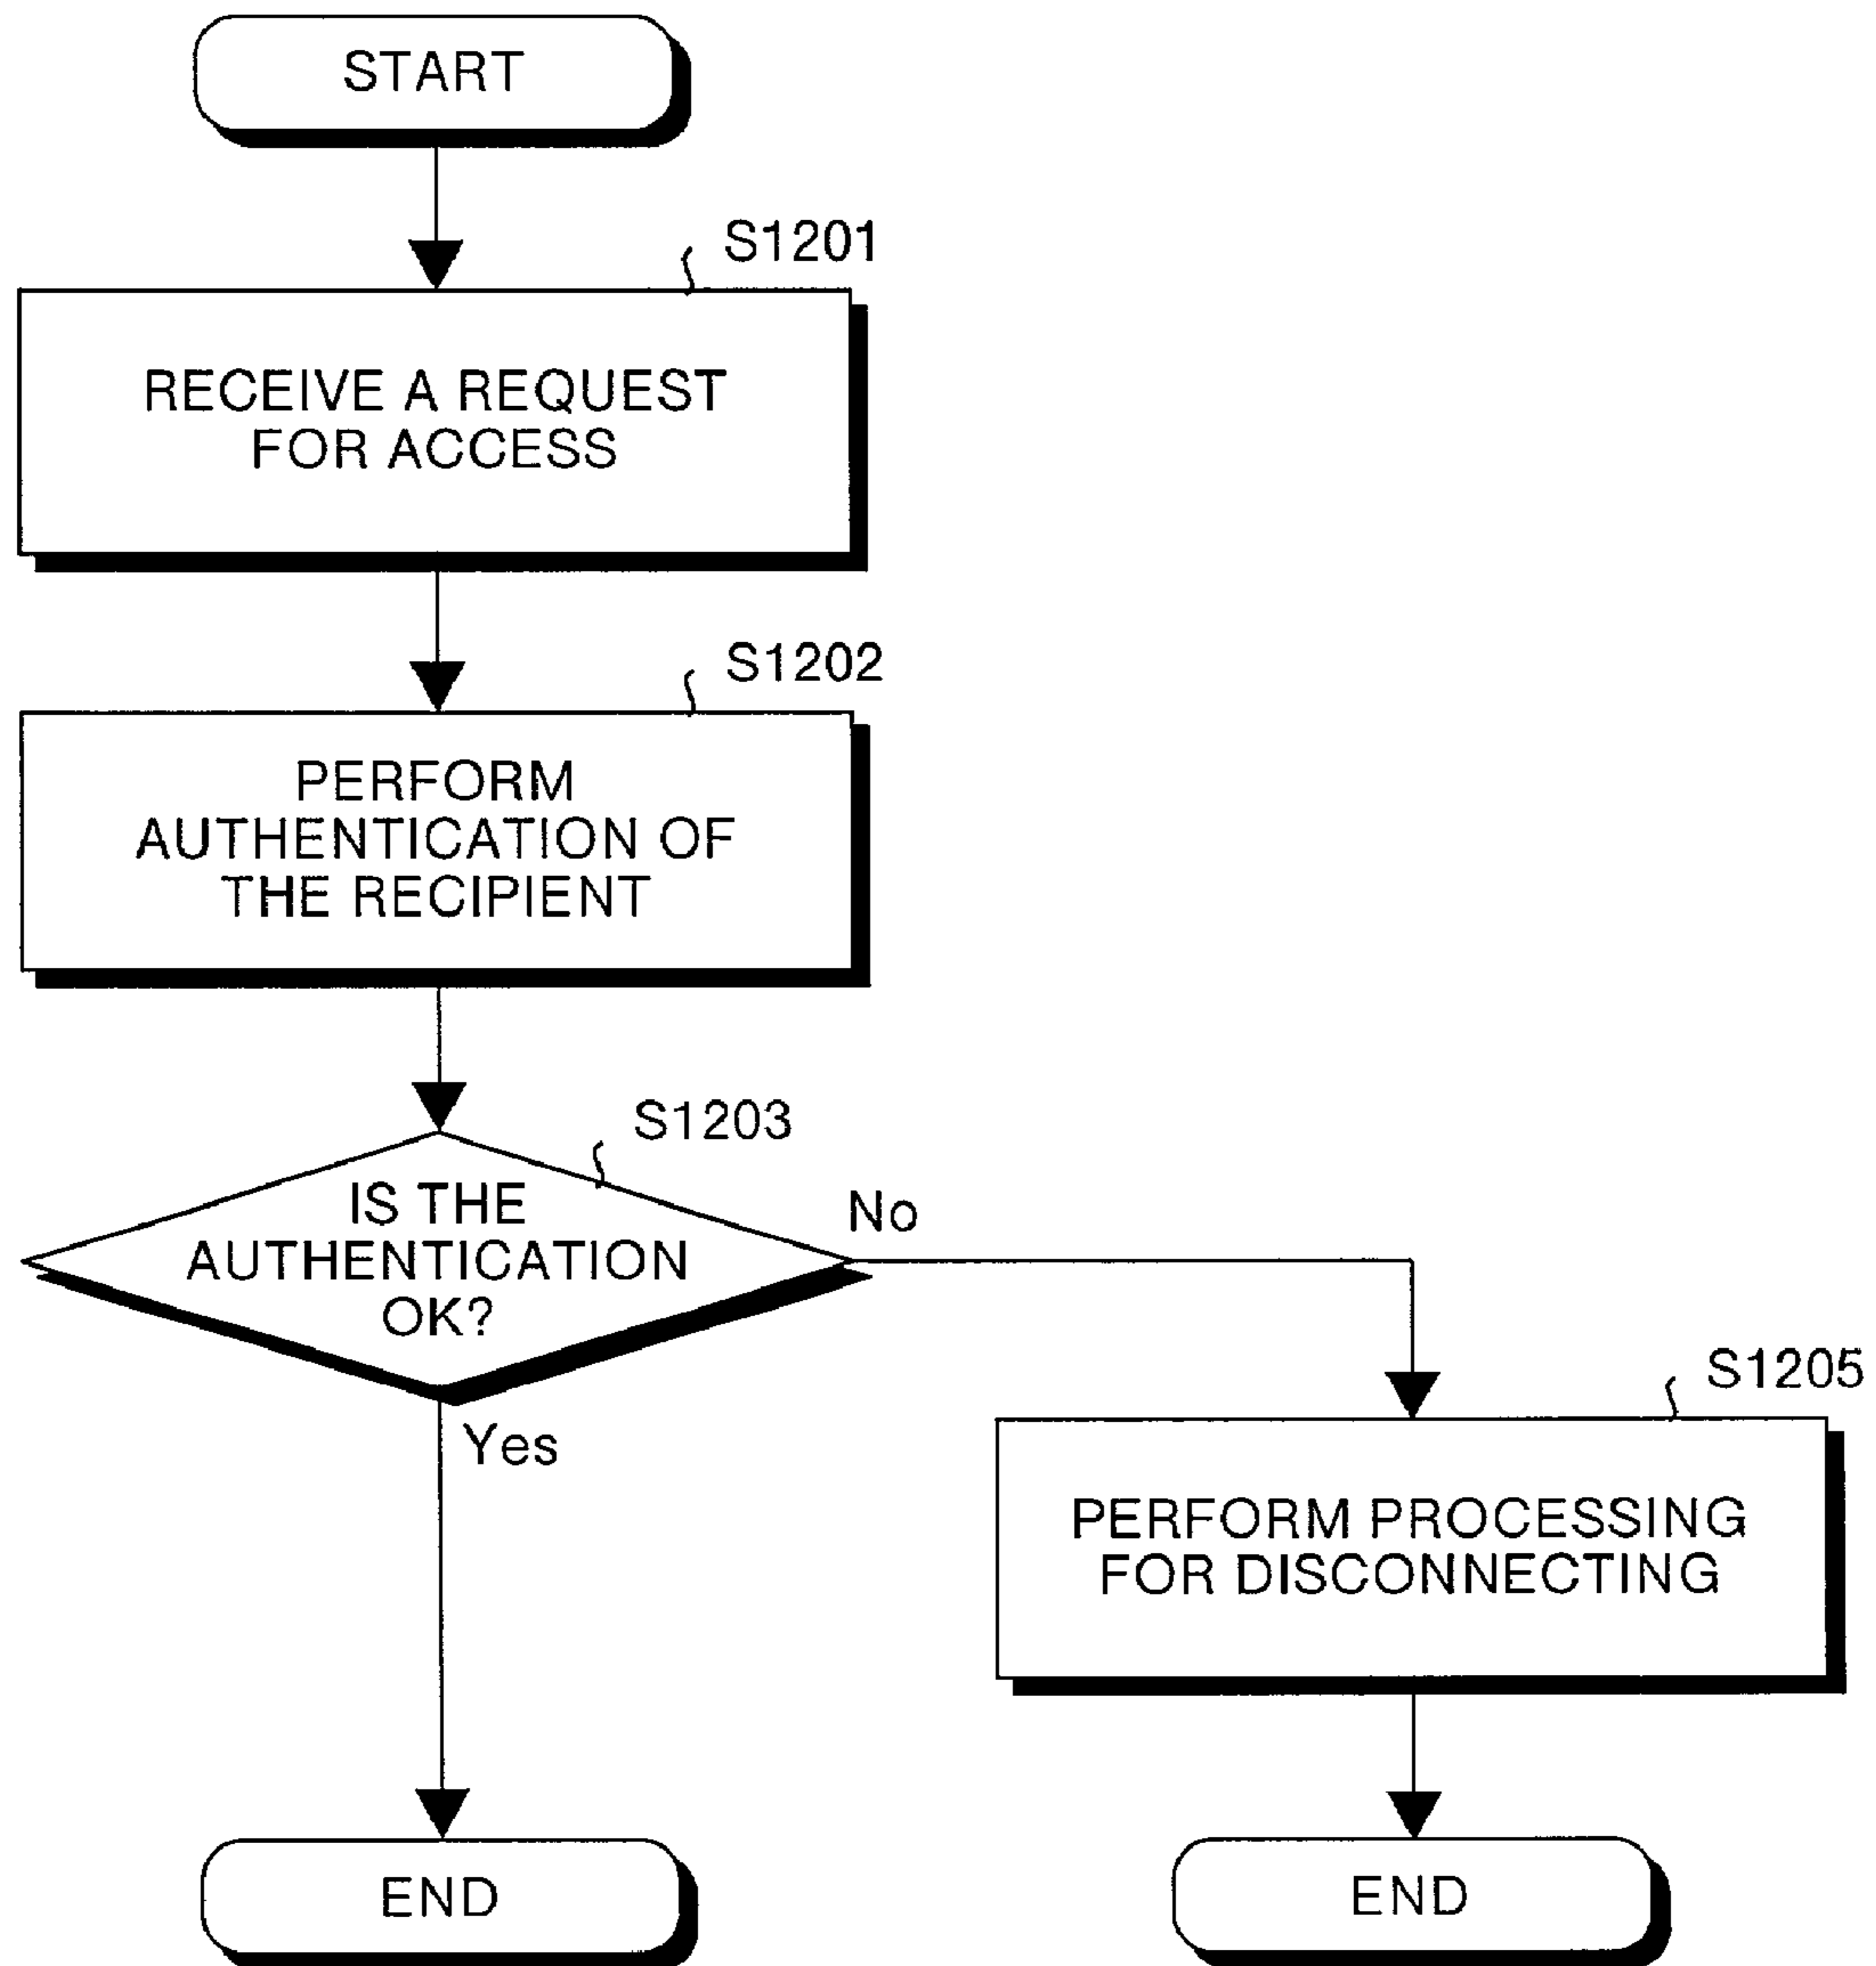 START
S1201
RECEIVE A REQUEST
FOR ACCESS
S1202
PERFORM
AUTHENTICATION OF
THE RECIPIENT
S1203
IS THE
AUTHENTICATION
OK?
No
Yes
S1205
PERFORM PROCESSING
FOR DISCONNECTING
END
END